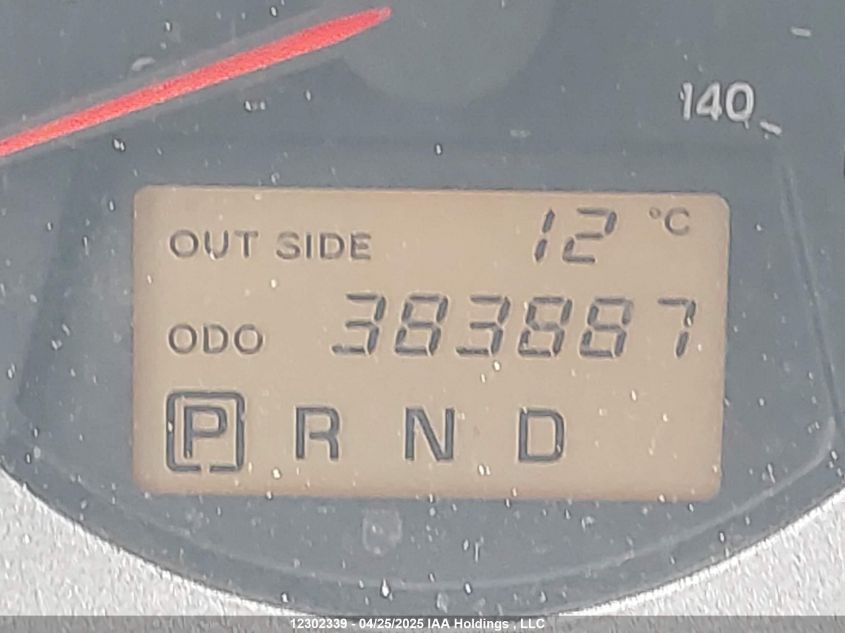 140
OUT SIDE 12 °C
ODO 383887
P R N D
12302339 - 04/25/2025 IAA Holdings , LLC